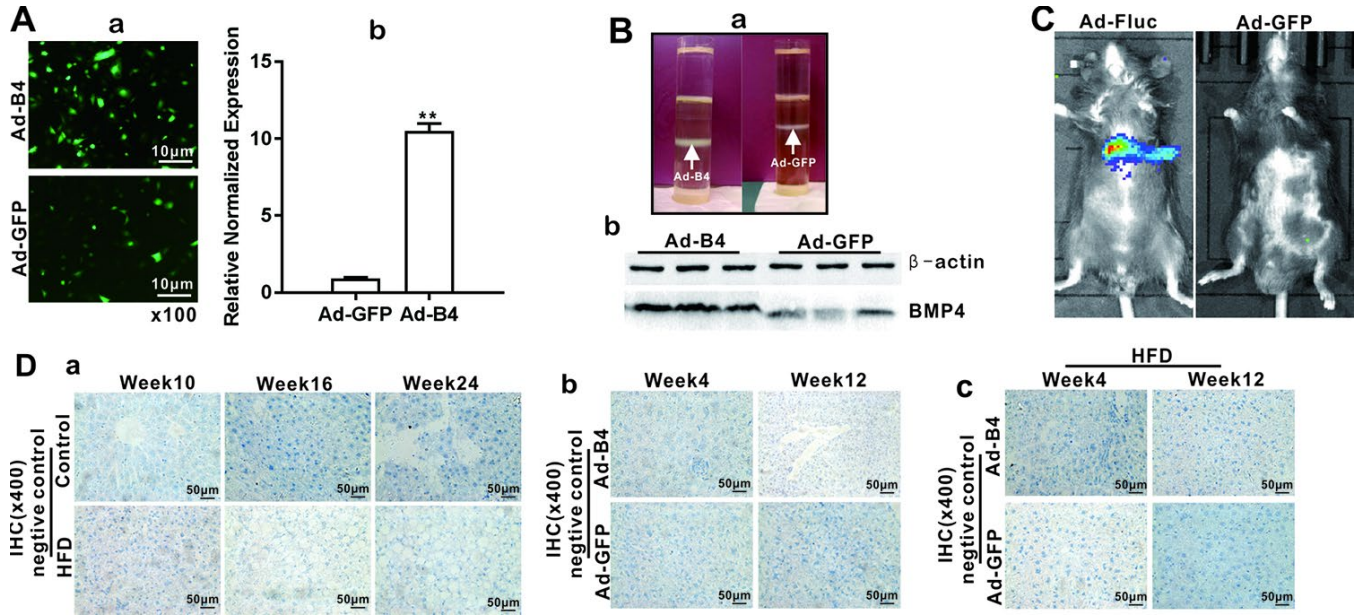 A
a
Ad-B4
10μm
Ad-GFP
10μm
x100
b
Relative Normalized Expression
20
15
10
5
0
**
Ad-GFP
Ad-B4
B
a
Ad-B4
Ad-GFP
b
Ad-B4
Ad-GFP
β-actin
BMP4
C
Ad-Fluc
Ad-GFP
D
a
Week10
Week16
Week24
IHC(x400)
negtive control
Control
HFD
50μm
50μm
50μm
50μm
50μm
50μm
b
Week4
Week12
IHC(x400)
negtive control
Ad-B4
Ad-GFP
50μm
50μm
50μm
50μm
c
HFD
Week4
Week12
IHC(x400)
negtive control
Ad-B4
Ad-GFP
50μm
50μm
50μm
50μm